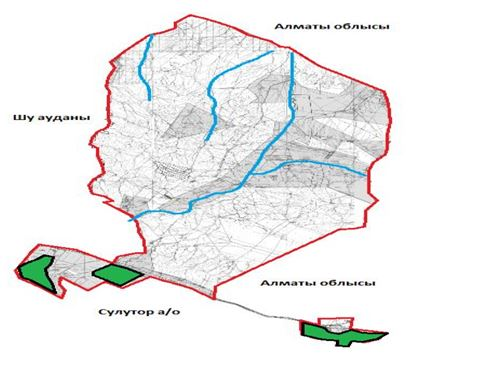 Алматы облысы
Шу ауданы
Алматы облысы
Сулутор а/о